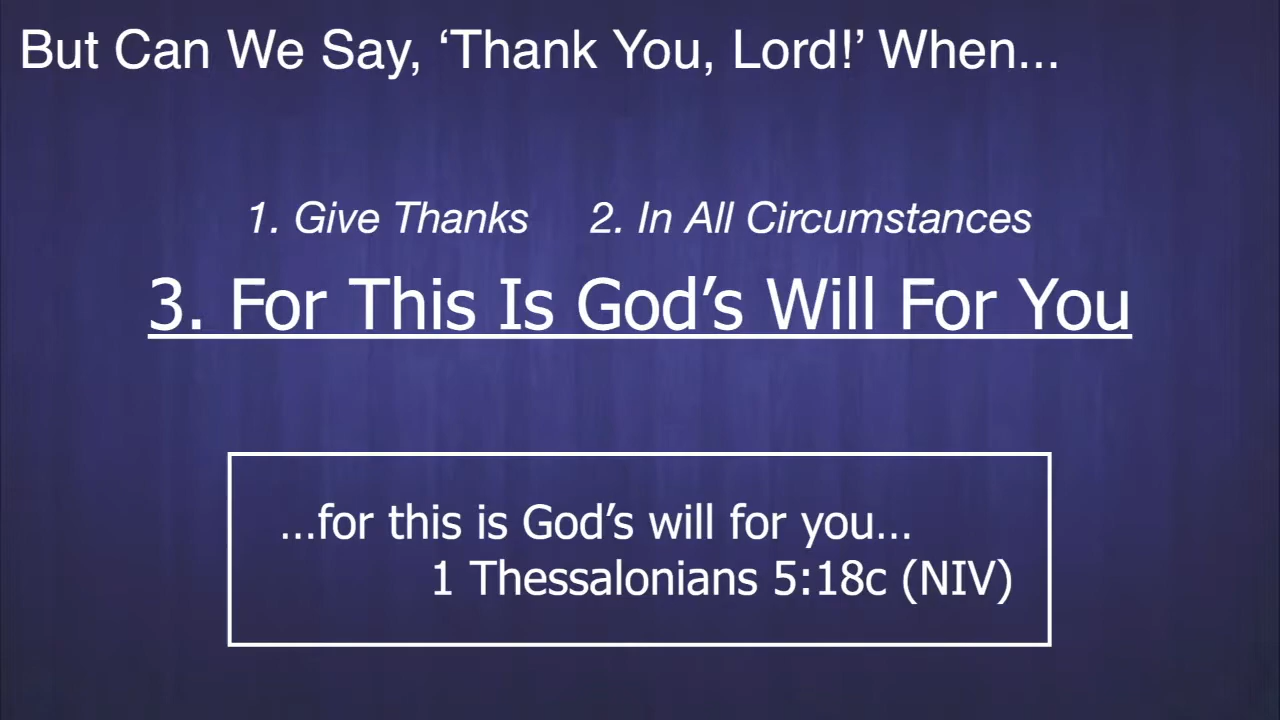 But Can We Say, ‘Thank You, Lord!’ When...
1. Give Thanks 2. In All Circumstances
3. For This Is God’s Will For You
…for this is God’s will for you…
1 Thessalonians 5:18c (NIV)